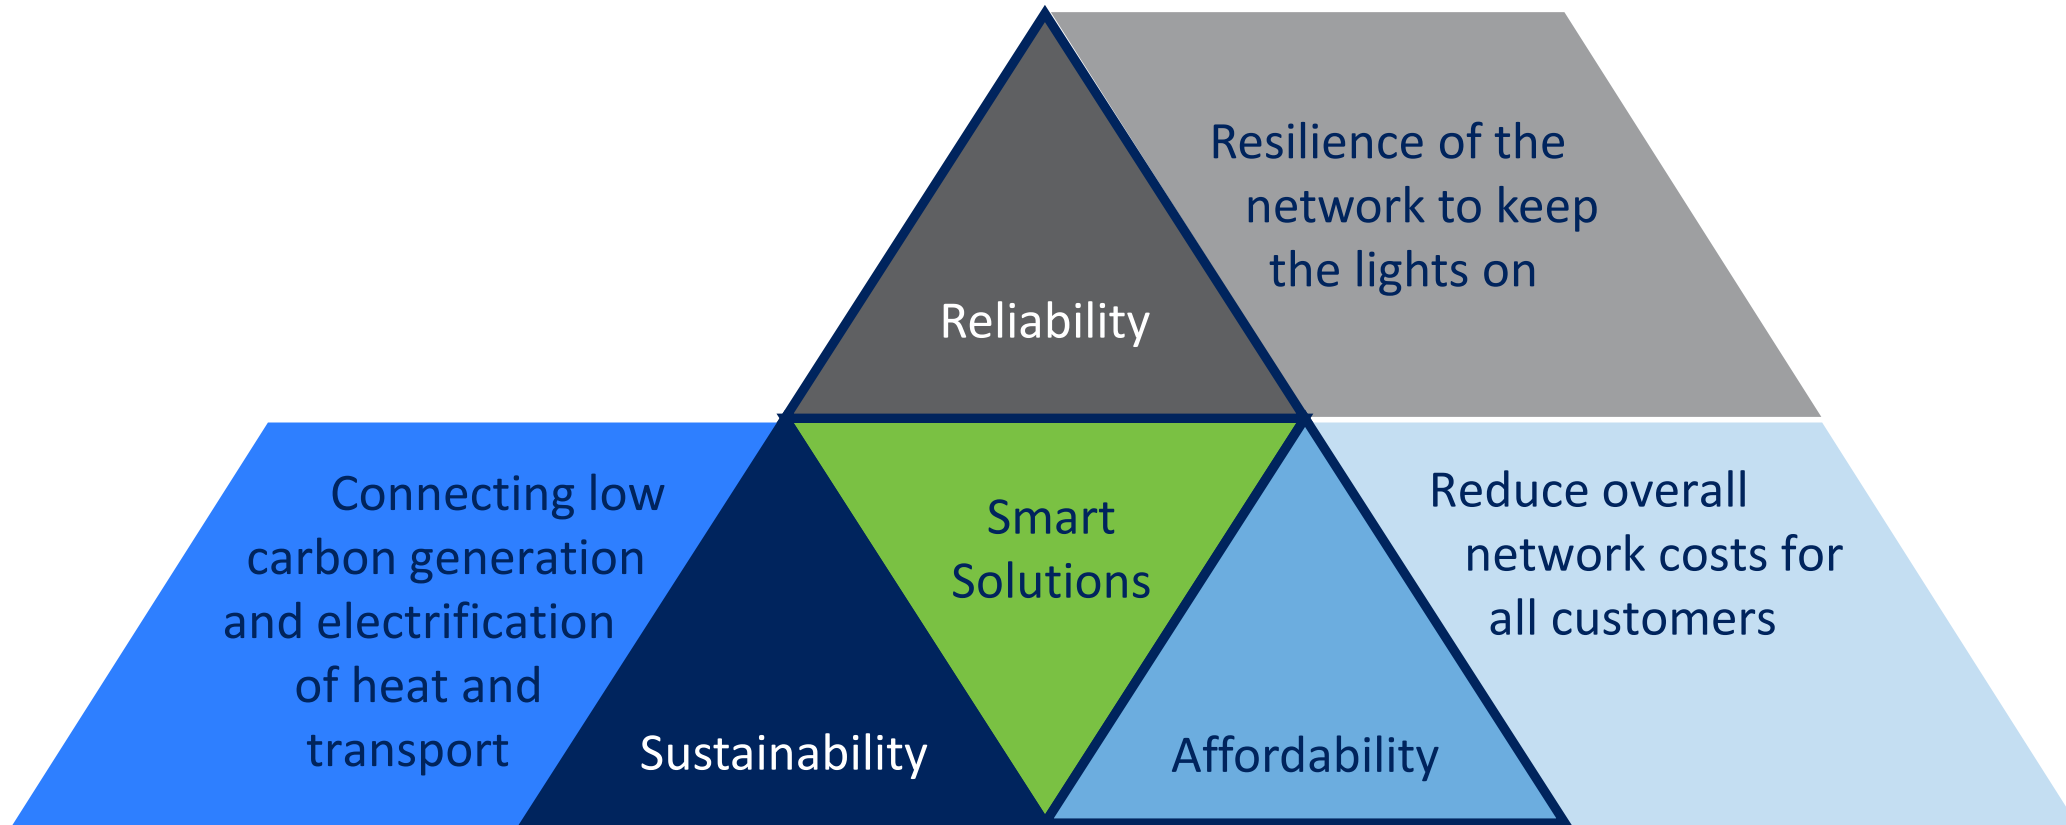 Resilience of the
network to keep
the lights on
Reliability
Connecting low
carbon generation
and electrification
of heat and
transport
Sustainability
Smart
Solutions
Affordability
Reduce overall
network costs for
all customers